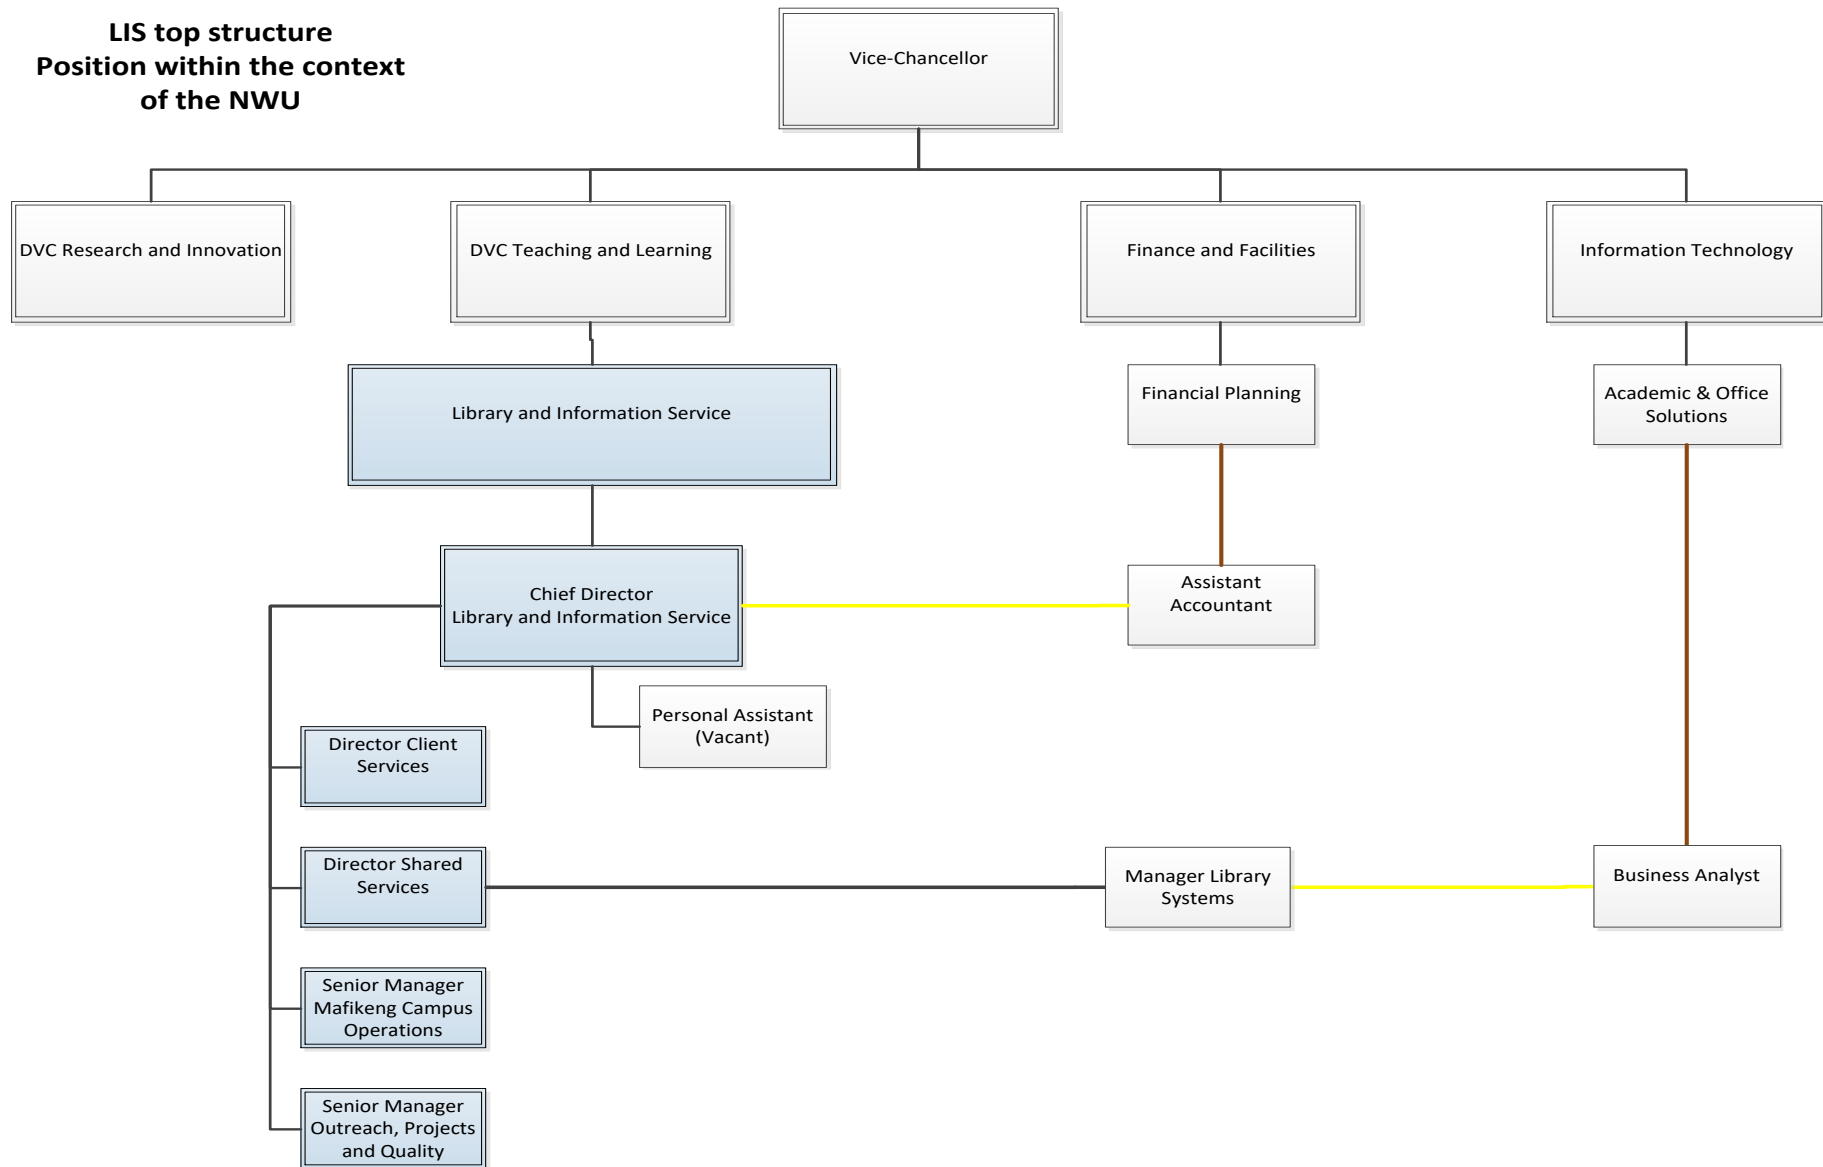 LIS top structure
Position within the context
of the NWU
Vice-Chancellor
DVC Research and Innovation
DVC Teaching and Learning
Finance and Facilities
Information Technology
Library and Information Service
Financial Planning
Academic & Office
Solutions
Chief Director
Library and Information Service
Assistant
Accountant
Personal Assistant
(Vacant)
Director Client
Services
Director Shared
Services
Manager Library
Systems
Business Analyst
Senior Manager
Mafikeng Campus
Operations
Senior Manager
Outreach, Projects
and Quality